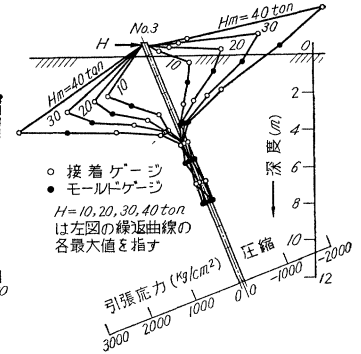 No.3
H
Hm=40 ton
30
20
10
Hm=40 ton
30
20
10
0
2
4
6
8
10
12
深度(m)
○ 接着ゲージ
● モールドゲージ
H=10,20,30,40 ton
は左図の繰返曲線の
各最大値を指す
引張応力(kg/cm²)
圧縮
3000
2000
1000
0
-1000
-2000
0